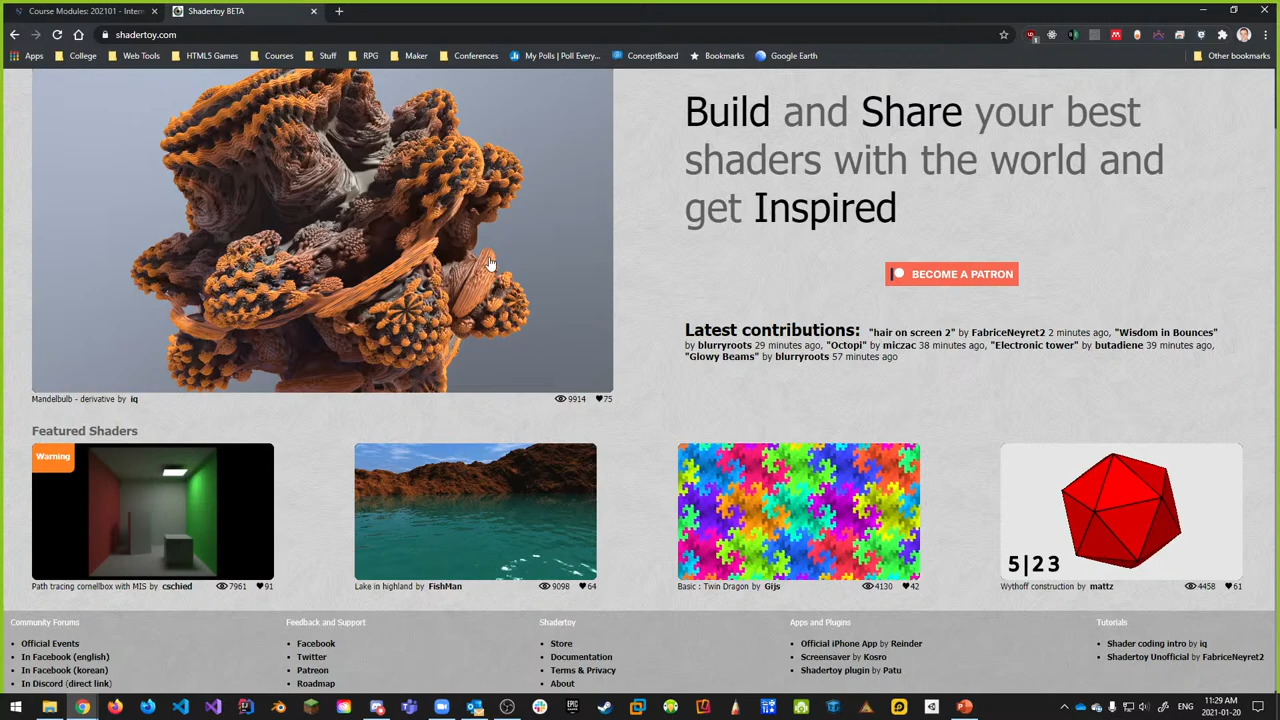 Course Modules: 202101 - Intern
Shadertoy BETA
shadertoy.com
Apps
College
Web Tools
HTML5 Games
Courses
Stuff
RPG
Maker
Conferences
My Polls | Poll Every...
ConceptBoard
Bookmarks
Google Earth
Other bookmarks
Build and Share your best
shaders with the world and
get Inspired
BECOME A PATRON
Latest contributions: "hair on screen 2" by FabriceNeyret2 2 minutes ago, "Wisdom in Bounces"
by blurryroots 29 minutes ago, "Octopi" by miczac 38 minutes ago, "Electronic tower" by butadiene 39 minutes ago,
"Glowy Beams" by blurryroots 57 minutes ago
Mandelbulb - derivative by iq
9914
75
Featured Shaders
Warning
5|23
Path tracing cornellbox with MIS by cschied
7961
91
Lake in highland by FishMan
9098
64
Basic : Twin Dragon by Gijs
4130
42
Wythoff construction by mattz
4458
61
Community Forums
Official Events
In Facebook (english)
In Facebook (korean)
In Discord (direct link)
Feedback and Support
Facebook
Twitter
Patreon
Roadmap
Shadertoy
Store
Documentation
Terms & Privacy
About
Apps and Plugins
Official iPhone App by Reinder
Screensaver by Kosro
Shadertoy plugin by Patu
Tutorials
Shader coding intro by iq
Shadertoy Unofficial by FabriceNeyret2
ENG
11:29 AM
2021-01-20